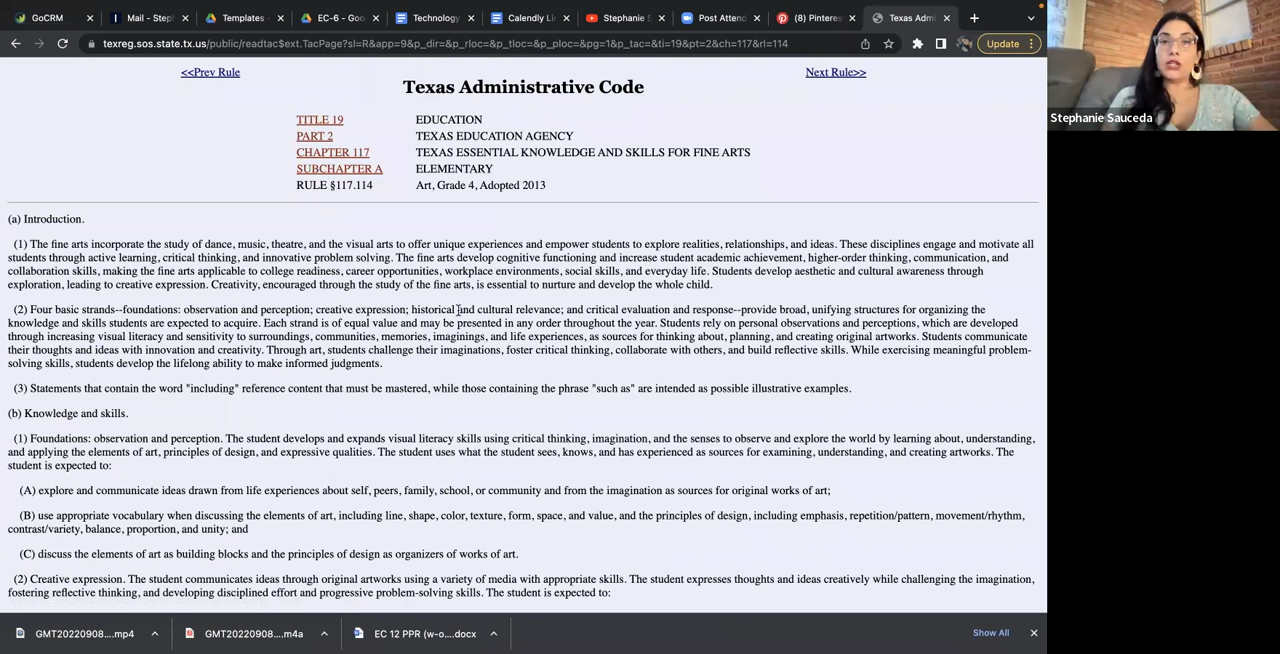 GoCRM
Mail - Step
Templates -
EC-6 - Goo
Technology
Calendly Lin
Stephanie S
Post Attend
(8) Pinteres
Texas Admi
texreg.sos.state.tx.us/public/readtac$ext.TacPage?sl=R&app=9&p_dir=&p_rloc=&p_tloc=&p_ploc=&pg=1&p_tac=&ti=19&pt=2&ch=117&rl=114
Update
Stephanie Sauceda
<<Prev Rule
Next Rule>>
Texas Administrative Code
TITLE 19 EDUCATION
PART 2 TEXAS EDUCATION AGENCY
CHAPTER 117 TEXAS ESSENTIAL KNOWLEDGE AND SKILLS FOR FINE ARTS
SUBCHAPTER A ELEMENTARY
RULE §117.114 Art, Grade 4, Adopted 2013
(a) Introduction.
(1) The fine arts incorporate the study of dance, music, theatre, and the visual arts to offer unique experiences and empower students to explore realities, relationships, and ideas. These disciplines engage and motivate all
students through active learning, critical thinking, and innovative problem solving. The fine arts develop cognitive functioning and increase student academic achievement, higher-order thinking, communication, and
collaboration skills, making the fine arts applicable to college readiness, career opportunities, workplace environments, social skills, and everyday life. Students develop aesthetic and cultural awareness through
exploration, leading to creative expression. Creativity, encouraged through the study of the fine arts, is essential to nurture and develop the whole child.
(2) Four basic strands--foundations: observation and perception; creative expression; historical and cultural relevance; and critical evaluation and response--provide broad, unifying structures for organizing the
knowledge and skills students are expected to acquire. Each strand is of equal value and may be presented in any order throughout the year. Students rely on personal observations and perceptions, which are developed
through increasing visual literacy and sensitivity to surroundings, communities, memories, imaginings, and life experiences, as sources for thinking about, planning, and creating original artworks. Students communicate
their thoughts and ideas with innovation and creativity. Through art, students challenge their imaginations, foster critical thinking, collaborate with others, and build reflective skills. While exercising meaningful problem-
solving skills, students develop the lifelong ability to make informed judgments.
(3) Statements that contain the word "including" reference content that must be mastered, while those containing the phrase "such as" are intended as possible illustrative examples.
(b) Knowledge and skills.
(1) Foundations: observation and perception. The student develops and expands visual literacy skills using critical thinking, imagination, and the senses to observe and explore the world by learning about, understanding,
and applying the elements of art, principles of design, and expressive qualities. The student uses what the student sees, knows, and has experienced as sources for examining, understanding, and creating artworks. The
student is expected to:
(A) explore and communicate ideas drawn from life experiences about self, peers, family, school, or community and from the imagination as sources for original works of art;
(B) use appropriate vocabulary when discussing the elements of art, including line, shape, color, texture, form, space, and value, and the principles of design, including emphasis, repetition/pattern, movement/rhythm,
contrast/variety, balance, proportion, and unity; and
(C) discuss the elements of art as building blocks and the principles of design as organizers of works of art.
(2) Creative expression. The student communicates ideas through original artworks using a variety of media with appropriate skills. The student expresses thoughts and ideas creatively while challenging the imagination,
fostering reflective thinking, and developing disciplined effort and progressive problem-solving skills. The student is expected to:
GMT20220908....mp4
GMT20220908....m4a
EC 12 PPR (w-o....docx
Show All